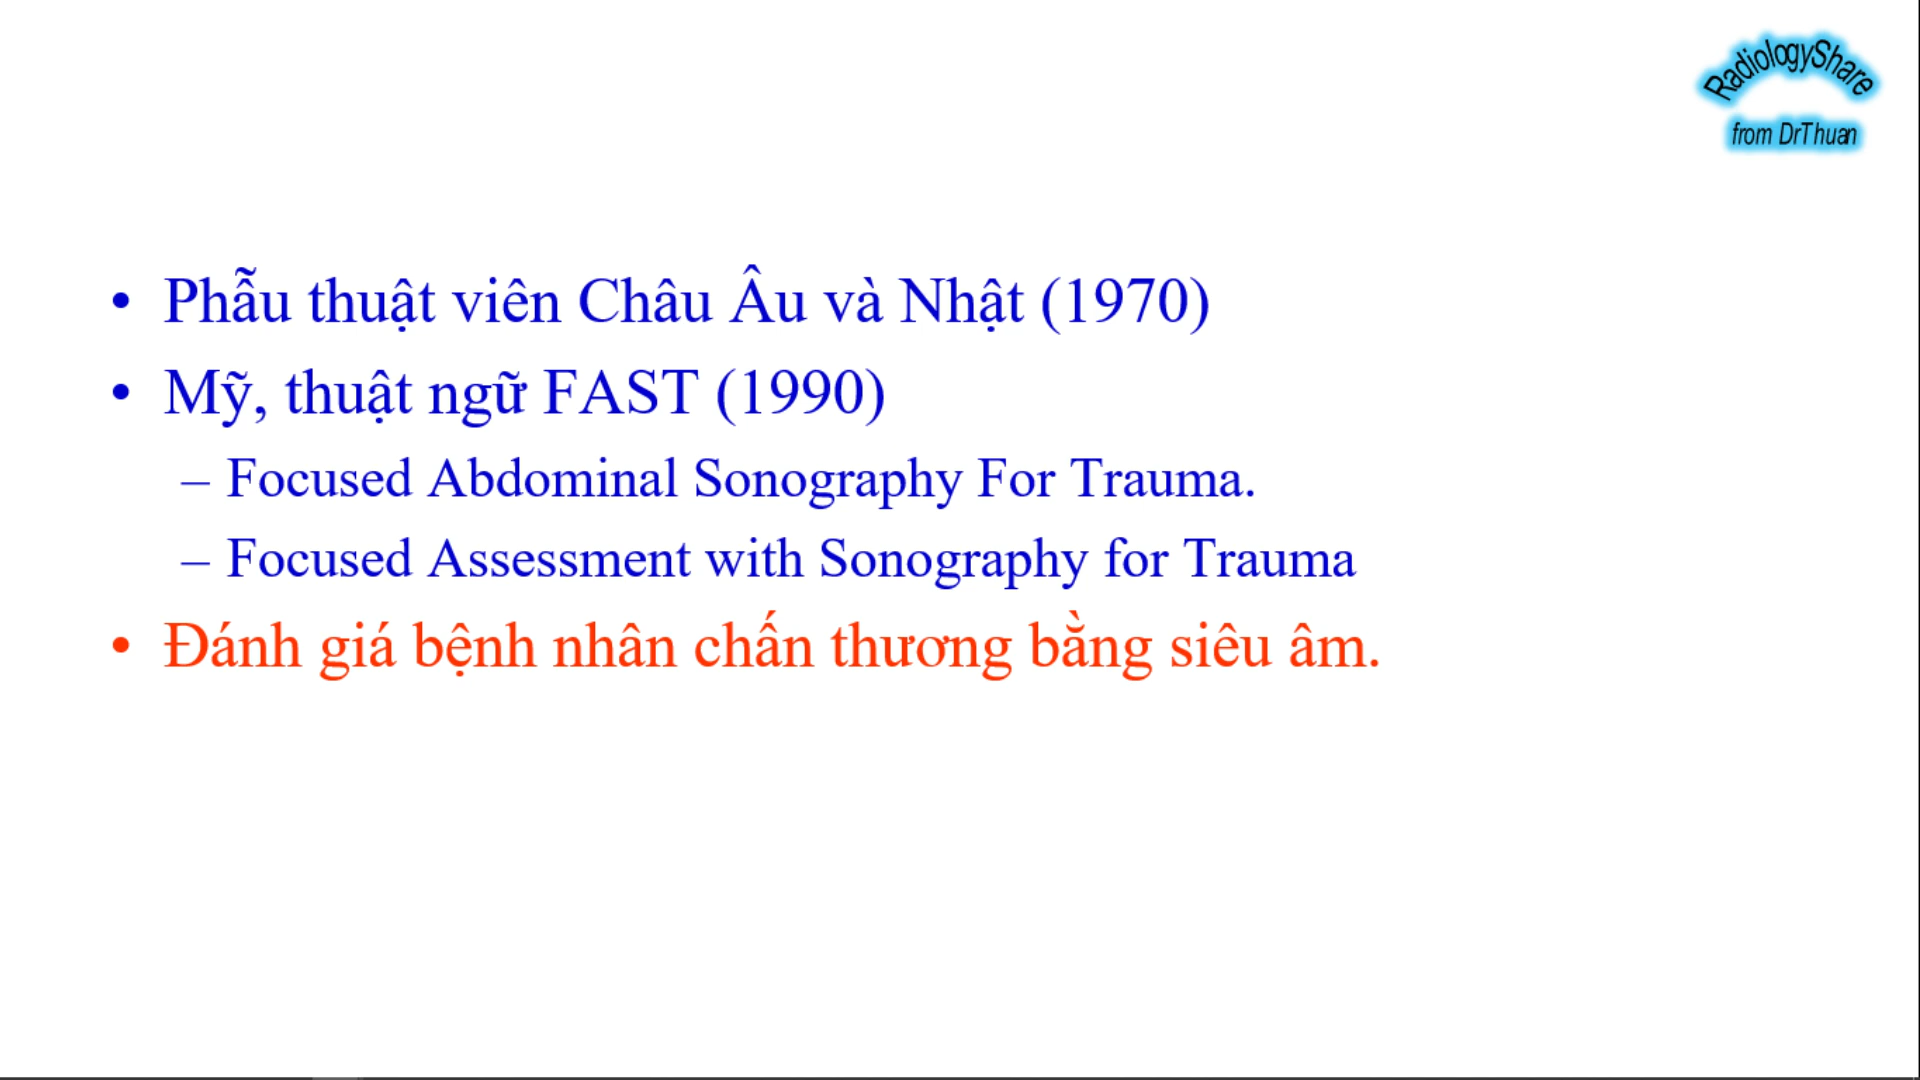 RadiologyShare
from DrThuan
• Phẫu thuật viên Châu Âu và Nhật (1970)
• Mỹ, thuật ngữ FAST (1990)
– Focused Abdominal Sonography For Trauma.
– Focused Assessment with Sonography for Trauma
• Đánh giá bệnh nhân chấn thương bằng siêu âm.